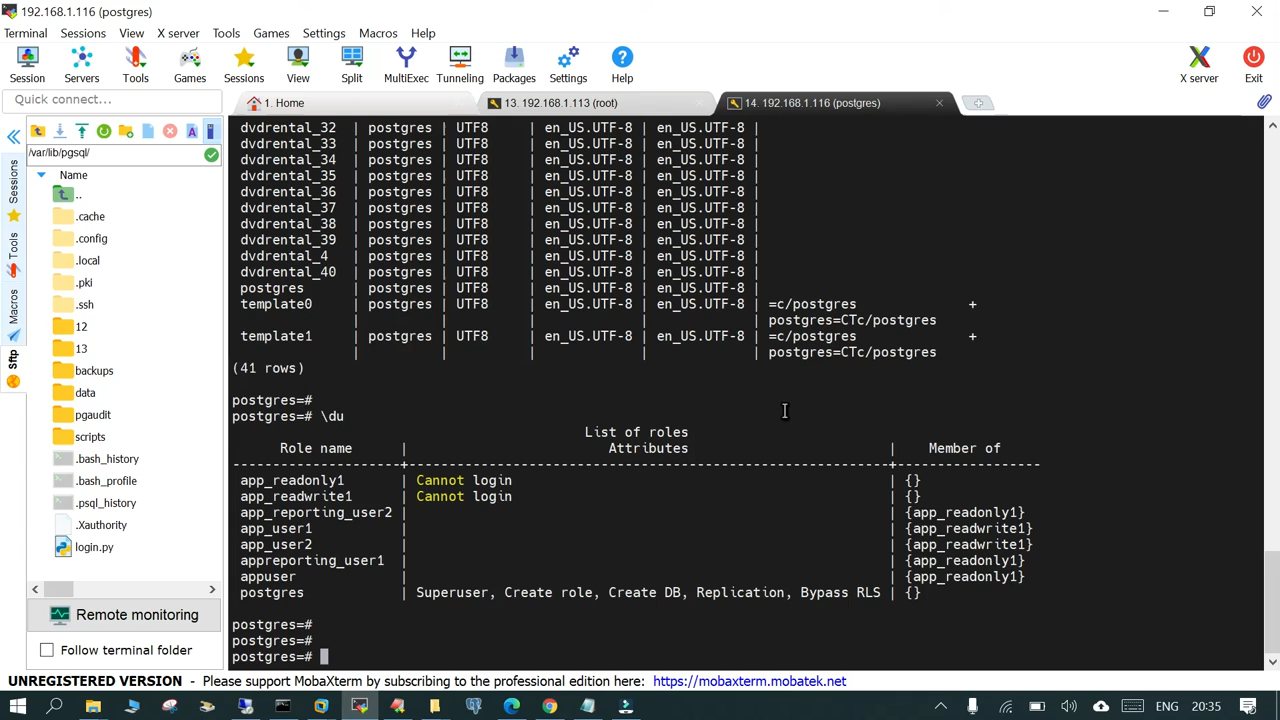 192.168.1.116 (postgres)
Terminal Sessions View X server Tools Games Settings Macros Help
Session Servers Tools Games Sessions View Split MultiExec Tunneling Packages Settings Help X server Exit
Quick connect...
1. Home
13. 192.168.1.113 (root)
14. 192.168.1.116 (postgres)
/var/lib/pgsql/
Name
..
.cache
.config
.local
.pki
.ssh
12
13
backups
data
pgaudit
scripts
.bash_history
.bash_profile
.psql_history
.Xauthority
login.py
Sessions
Tools
Macros
Sftp
Remote monitoring
Follow terminal folder
dvdrental_32 | postgres | UTF8 | en_US.UTF-8 | en_US.UTF-8 |
dvdrental_33 | postgres | UTF8 | en_US.UTF-8 | en_US.UTF-8 |
dvdrental_34 | postgres | UTF8 | en_US.UTF-8 | en_US.UTF-8 |
dvdrental_35 | postgres | UTF8 | en_US.UTF-8 | en_US.UTF-8 |
dvdrental_36 | postgres | UTF8 | en_US.UTF-8 | en_US.UTF-8 |
dvdrental_37 | postgres | UTF8 | en_US.UTF-8 | en_US.UTF-8 |
dvdrental_38 | postgres | UTF8 | en_US.UTF-8 | en_US.UTF-8 |
dvdrental_39 | postgres | UTF8 | en_US.UTF-8 | en_US.UTF-8 |
dvdrental_4 | postgres | UTF8 | en_US.UTF-8 | en_US.UTF-8 |
dvdrental_40 | postgres | UTF8 | en_US.UTF-8 | en_US.UTF-8 |
postgres | postgres | UTF8 | en_US.UTF-8 | en_US.UTF-8 |
template0 | postgres | UTF8 | en_US.UTF-8 | en_US.UTF-8 | =c/postgres +
| | | | | postgres=CTc/postgres
template1 | postgres | UTF8 | en_US.UTF-8 | en_US.UTF-8 | =c/postgres +
| | | | | postgres=CTc/postgres
(41 rows)
postgres=#
postgres=# \du
List of roles
Role name | Attributes | Member of
--------------------+------------------------------------------------------------+------------------
app_readonly1 | Cannot login | {}
app_readwrite1 | Cannot login | {}
app_reporting_user2 | | {app_readonly1}
app_user1 | | {app_readwrite1}
app_user2 | | {app_readwrite1}
appreporting_user1 | | {app_readonly1}
appuser | | {app_readonly1}
postgres | Superuser, Create role, Create DB, Replication, Bypass RLS | {}
postgres=#
postgres=#
postgres=#
UNREGISTERED VERSION - Please support MobaXterm by subscribing to the professional edition here: https://mobaxterm.mobatek.net
ENG 20:35